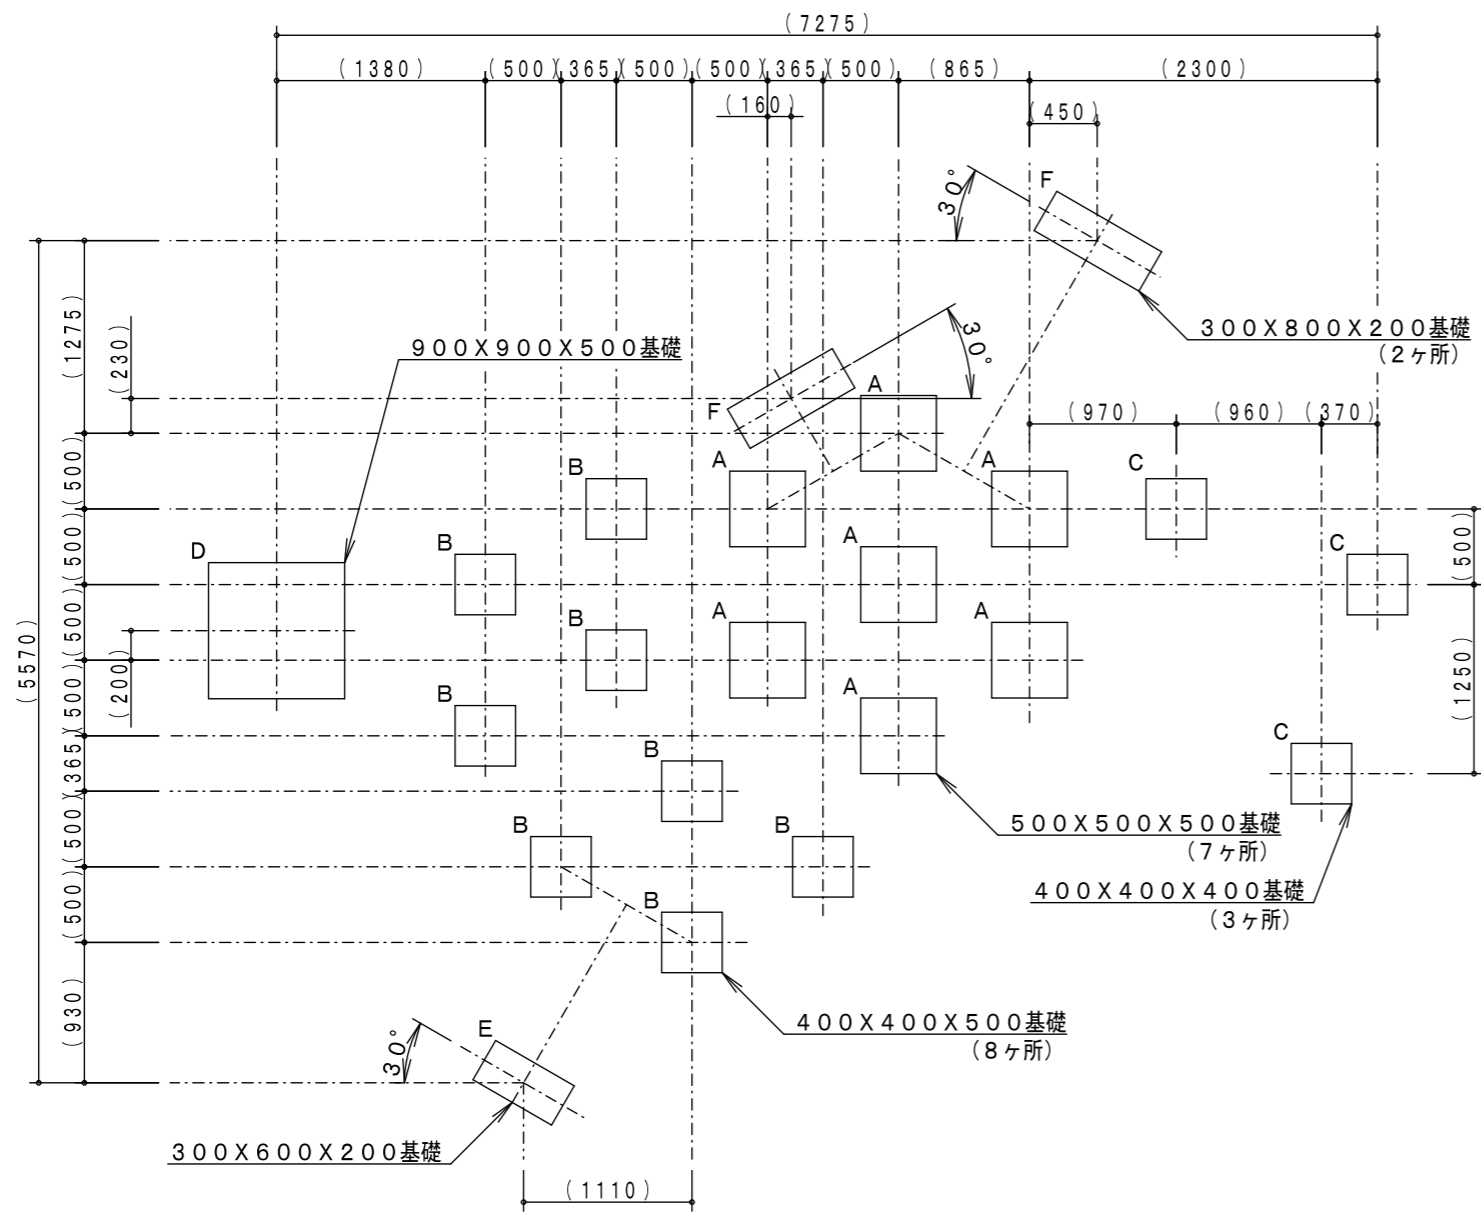 (7275)
(1380) (500) (365) (500) (500) (365) (500) (865) (2300)
(160) (450)
30° F
(1275)
(230)
30°
300X800X200基礎
(2ヶ所)
900X900X500基礎
F A
(970) (960) (370)
(500)
B A A C
(500)
(500)
D B A C
(5570)
(500)
(200)
B A A
(1250)
(500)
B A
(365)
B C
(500)
B B
500X500X500基礎
(7ヶ所)
(500)
B
400X400X400基礎
(3ヶ所)
(930)
400X400X500基礎
(8ヶ所)
30° E
300X600X200基礎
(1110)